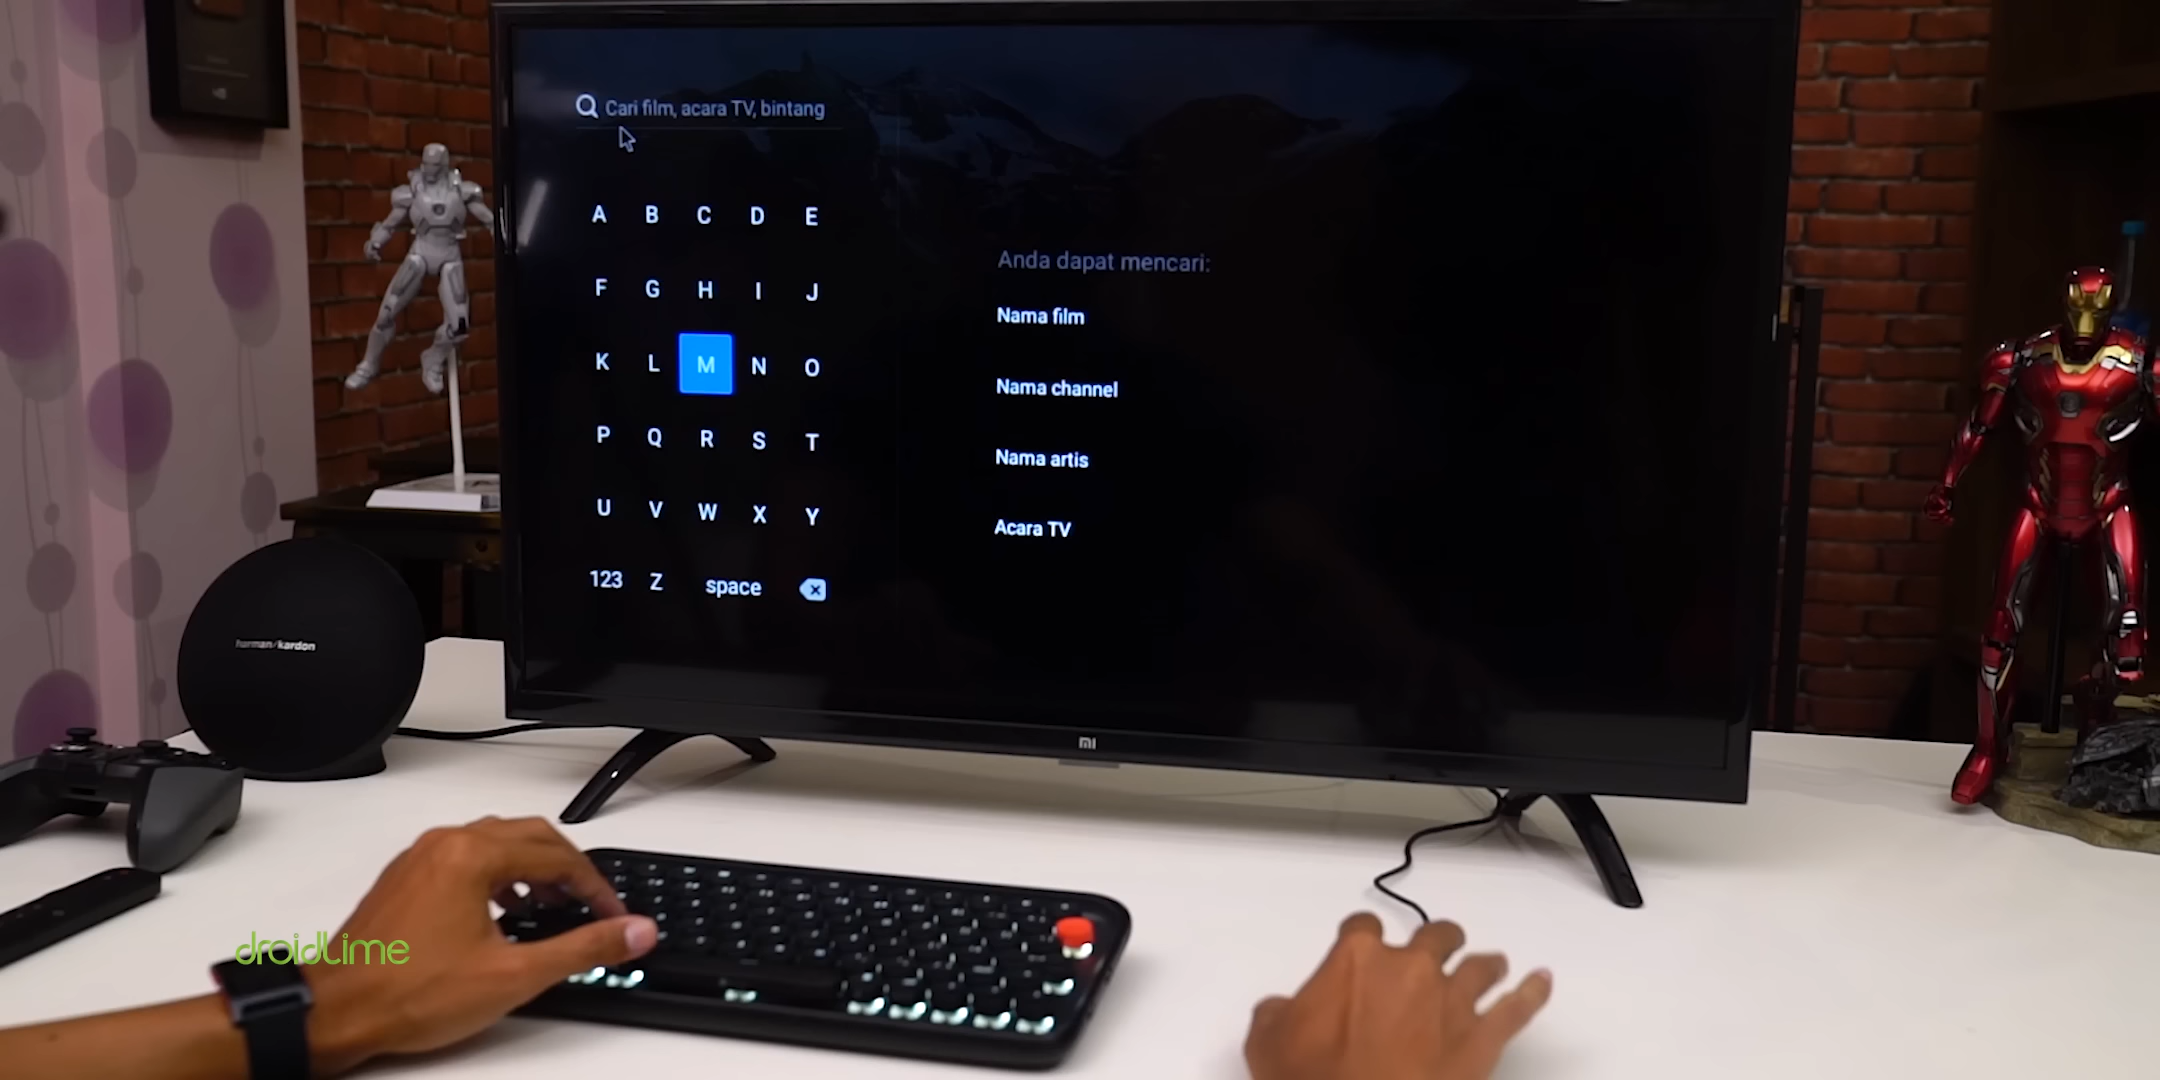 Cari film, acara TV, bintang
A B C D E
F G H I J
K L M N O
P Q R S T
U V W X Y
123 Z space
Anda dapat mencari:
Nama film
Nama channel
Nama artis
Acara TV
harman/kardon
mi
droidlime